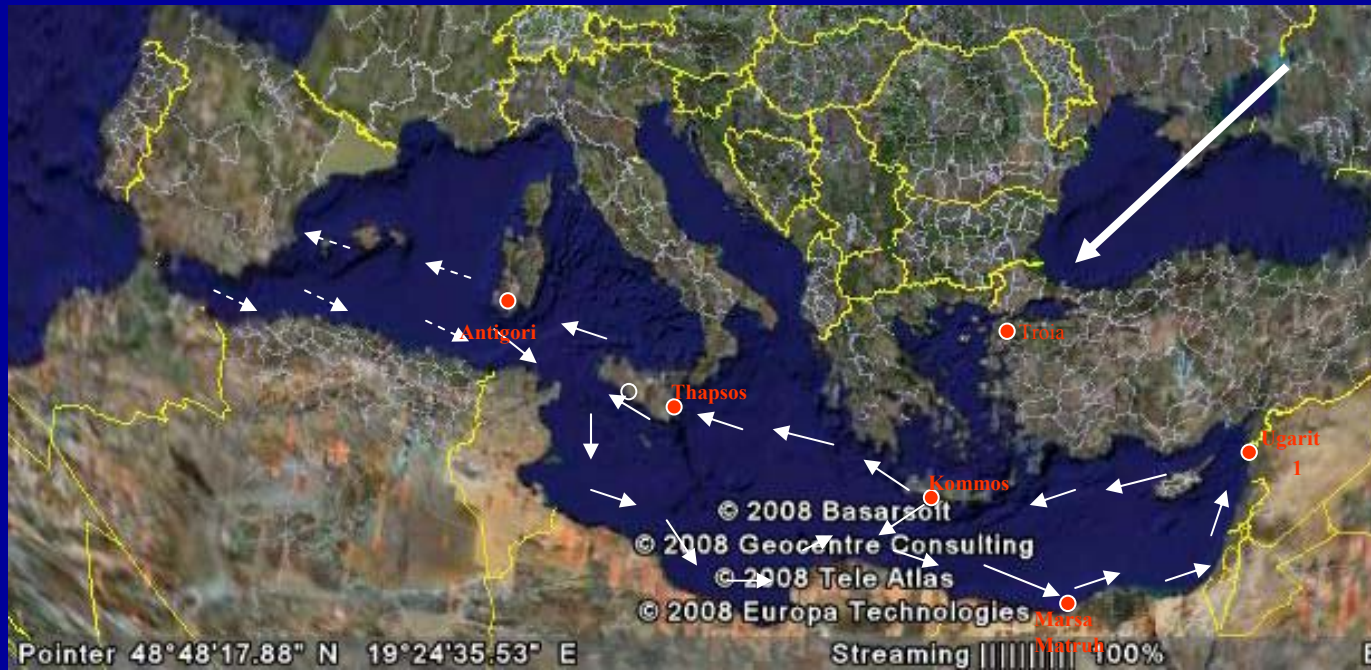 Antigori
Troia
Thapsos
Ugarit
1
Kommos
© 2008 Basarsoft
© 2008 Geocentre Consulting
© 2008 Tele Atlas
© 2008 Europa Technologies
Marsa
Matruh
Pointer 48°48'17.88" N 19°24'35.53" E
Streaming |||||||||| 100%